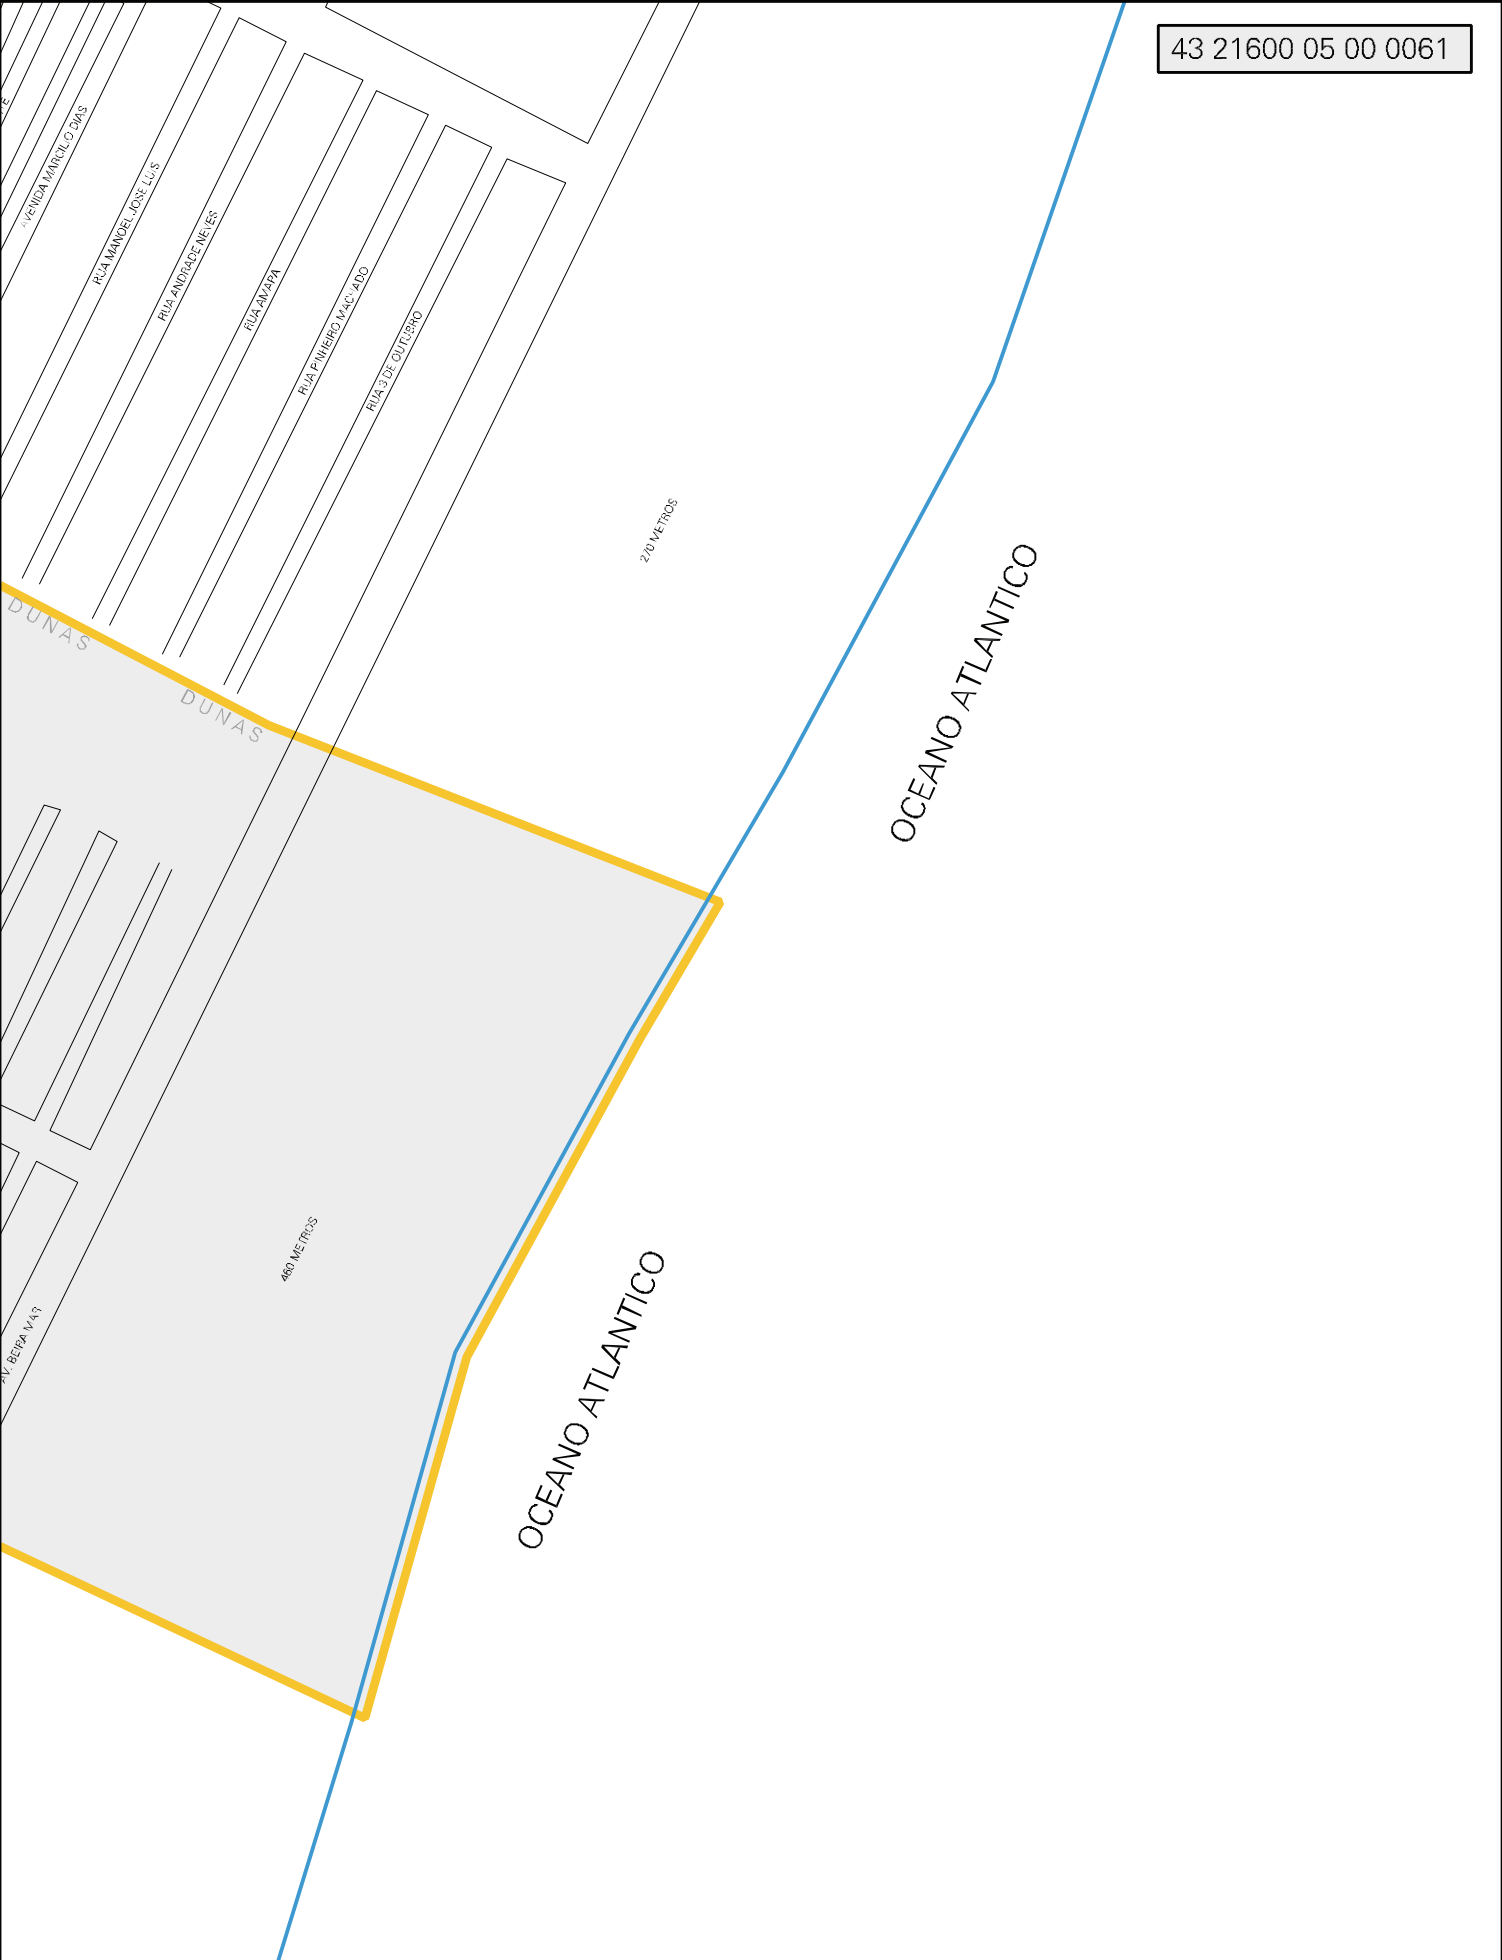 43 21600 05 00 0061
AVENIDA MARCILIO DIAS
RUA MANOEL JOSE LUIS
RUA ANDRADE NEVES
RUA AMAPA
RUA PINHEIRO MACHADO
RUA 3 DE OUTUBRO
270 METROS
OCEANO ATLANTICO
DUNAS
DUNAS
460 METROS
OCEANO ATLANTICO
AV. BEIRA MAR